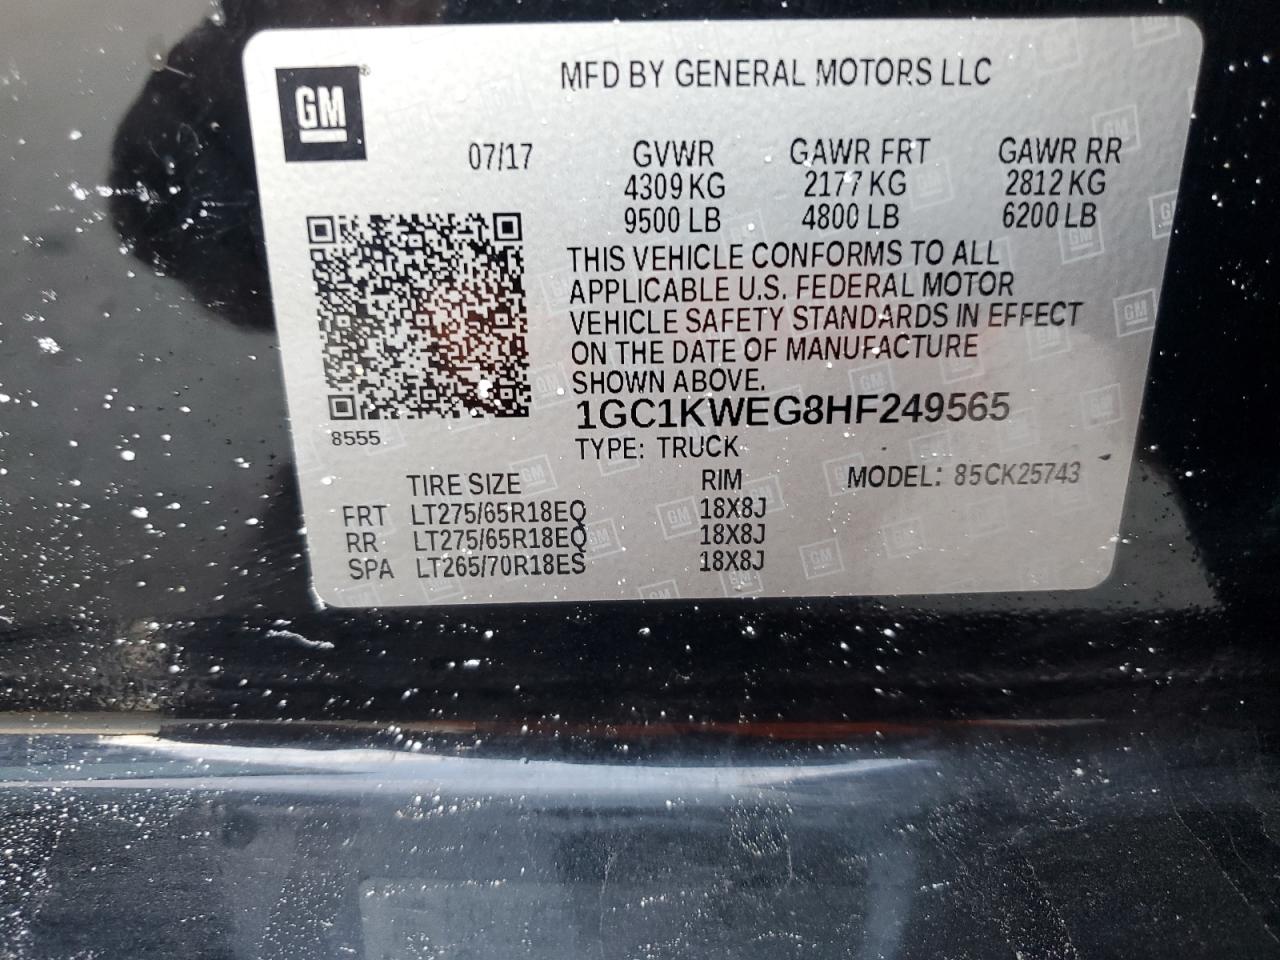 MFD BY GENERAL MOTORS LLC
GM
07/17 GVWR GAWR FRT GAWR RR
4309 KG 2177 KG 2812 KG
9500 LB 4800 LB 6200 LB
THIS VEHICLE CONFORMS TO ALL
APPLICABLE U.S. FEDERAL MOTOR
VEHICLE SAFETY STANDARDS IN EFFECT
ON THE DATE OF MANUFACTURE
SHOWN ABOVE.
1GC1KWEG8HF249565
8555
TYPE: TRUCK
TIRE SIZE RIM MODEL: 85CK25743
FRT LT275/65R18EQ 18X8J
RR LT275/65R18EQ 18X8J
SPA LT265/70R18ES 18X8J